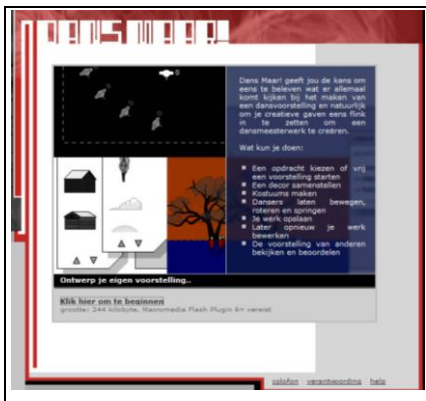 DANS MAAR!
Dans Maar! geeft jou de kans om
eens te beleven wat er allemaal
komt kijken bij het maken van
een dansvoorstelling en natuurlijk
om je creatieve gaven eens flink
in te zetten om een
dansmeesterwerk te creëren.
Wat kun je doen:
Een opdracht kiezen of vrij
een voorstelling starten
Een decor samenstellen
Kostuums maken
Dansers laten bewegen,
roteren en springen
Je werk opslaan
Later opnieuw je werk
bewerken
De voorstelling van anderen
bekijken en beoordelen
Ontwerp je eigen voorstelling..
Klik hier om te beginnen
grootte: 244 kilobyte, Macromedia Flash Plugin 6+ vereist
colofon verantwoording help